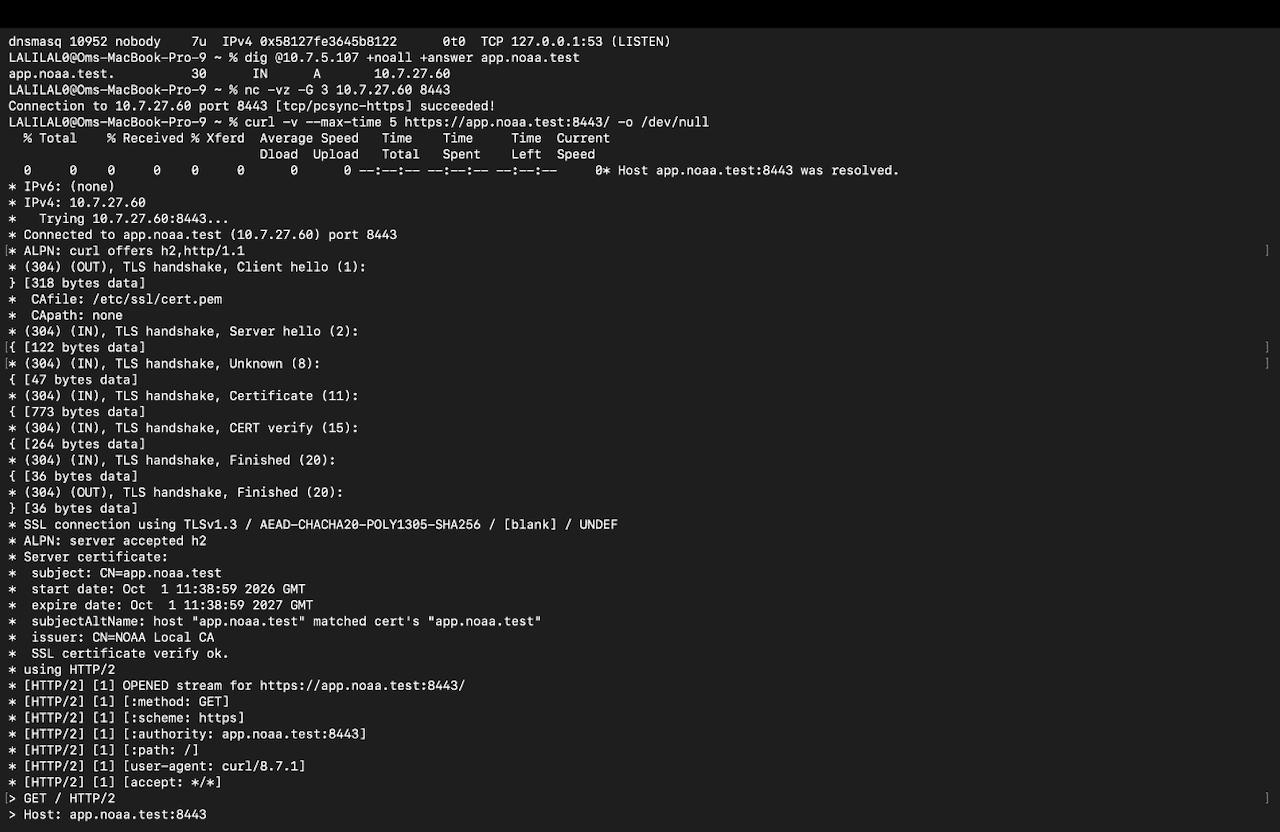 dnsmasq 10952 nobody    7u  IPv4 0x58127fe3645b8122      0t0  TCP 127.0.0.1:53 (LISTEN)
LALILAL0@Oms-MacBook-Pro-9 ~ % dig @10.7.5.107 +noall +answer app.noaa.test
app.noaa.test.          30      IN      A       10.7.27.60
LALILAL0@Oms-MacBook-Pro-9 ~ % nc -vz -G 3 10.7.27.60 8443
Connection to 10.7.27.60 port 8443 [tcp/pcsync-https] succeeded!
LALILAL0@Oms-MacBook-Pro-9 ~ % curl -v --max-time 5 https://app.noaa.test:8443/ -o /dev/null
  % Total    % Received % Xferd  Average Speed   Time    Time     Time  Current
                                 Dload  Upload   Total   Spent    Left  Speed
  0     0    0     0    0     0      0      0 --:--:-- --:--:-- --:--:--     0* Host app.noaa.test:8443 was resolved.
* IPv6: (none)
* IPv4: 10.7.27.60
*   Trying 10.7.27.60:8443...
* Connected to app.noaa.test (10.7.27.60) port 8443
[* ALPN: curl offers h2,http/1.1 ]
* (304) (OUT), TLS handshake, Client hello (1):
} [318 bytes data]
*  CAfile: /etc/ssl/cert.pem
*  CApath: none
* (304) (IN), TLS handshake, Server hello (2):
[{ [122 bytes data] ]
[* (304) (IN), TLS handshake, Unknown (8): ]
{ [47 bytes data]
* (304) (IN), TLS handshake, Certificate (11):
{ [773 bytes data]
* (304) (IN), TLS handshake, CERT verify (15):
{ [264 bytes data]
* (304) (IN), TLS handshake, Finished (20):
{ [36 bytes data]
* (304) (OUT), TLS handshake, Finished (20):
} [36 bytes data]
* SSL connection using TLSv1.3 / AEAD-CHACHA20-POLY1305-SHA256 / [blank] / UNDEF
* ALPN: server accepted h2
* Server certificate:
*  subject: CN=app.noaa.test
*  start date: Oct  1 11:38:59 2026 GMT
*  expire date: Oct  1 11:38:59 2027 GMT
*  subjectAltName: host "app.noaa.test" matched cert's "app.noaa.test"
*  issuer: CN=NOAA Local CA
*  SSL certificate verify ok.
* using HTTP/2
* [HTTP/2] [1] OPENED stream for https://app.noaa.test:8443/
* [HTTP/2] [1] [:method: GET]
* [HTTP/2] [1] [:scheme: https]
* [HTTP/2] [1] [:authority: app.noaa.test:8443]
* [HTTP/2] [1] [:path: /]
* [HTTP/2] [1] [user-agent: curl/8.7.1]
* [HTTP/2] [1] [accept: */*]
[> GET / HTTP/2 ]
> Host: app.noaa.test:8443